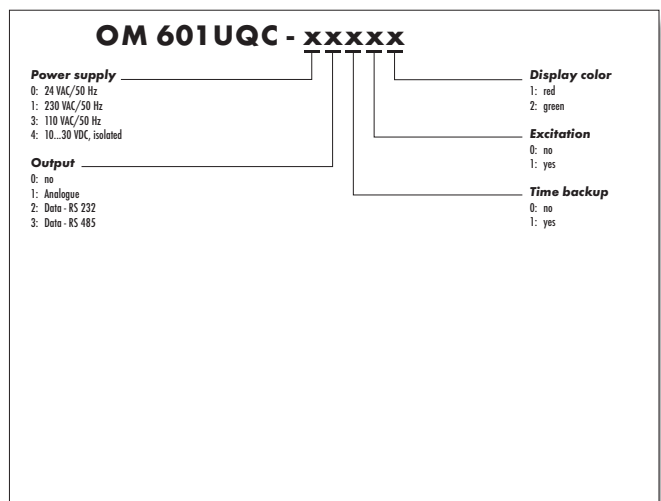 OM 601UQC - xxxxx
Power supply
0: 24 VAC/50 Hz
1: 230 VAC/50 Hz
3: 110 VAC/50 Hz
4: 10...30 VDC, isolated
Output
0: no
1: Analogue
2: Data - RS 232
3: Data - RS 485
Display color
1: red
2: green
Excitation
0: no
1: yes
Time backup
0: no
1: yes